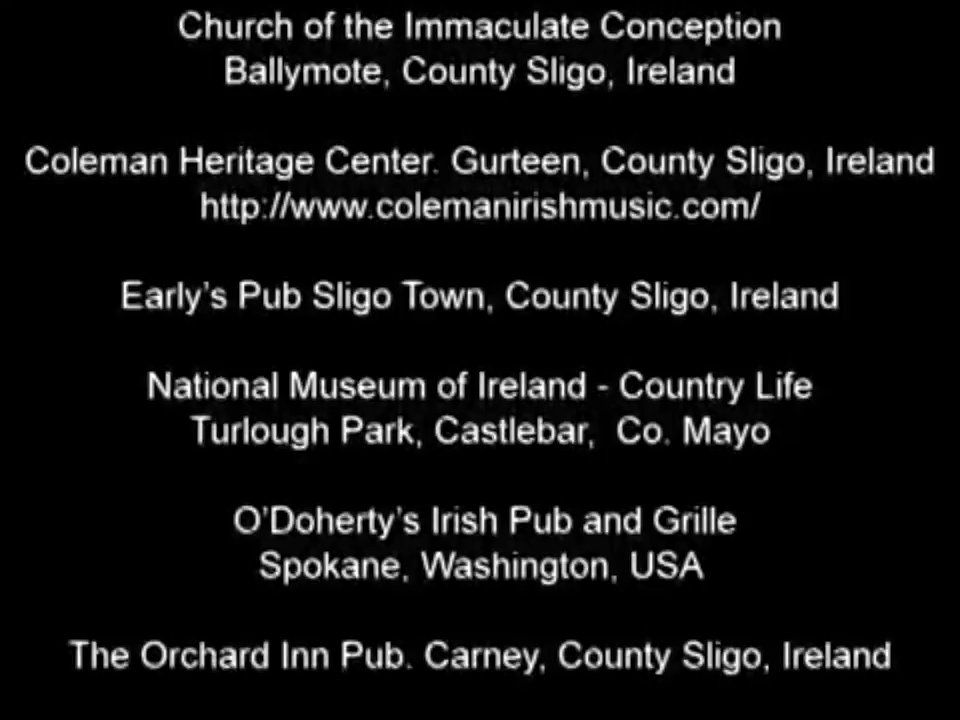 Church of the Immaculate Conception
Ballymote, County Sligo, Ireland
Coleman Heritage Center. Gurteen, County Sligo, Ireland
http://www.colemanirishmusic.com/
Early's Pub Sligo Town, County Sligo, Ireland
National Museum of Ireland - Country Life
Turlough Park, Castlebar, Co. Mayo
O'Doherty's Irish Pub and Grille
Spokane, Washington, USA
The Orchard Inn Pub. Carney, County Sligo, Ireland